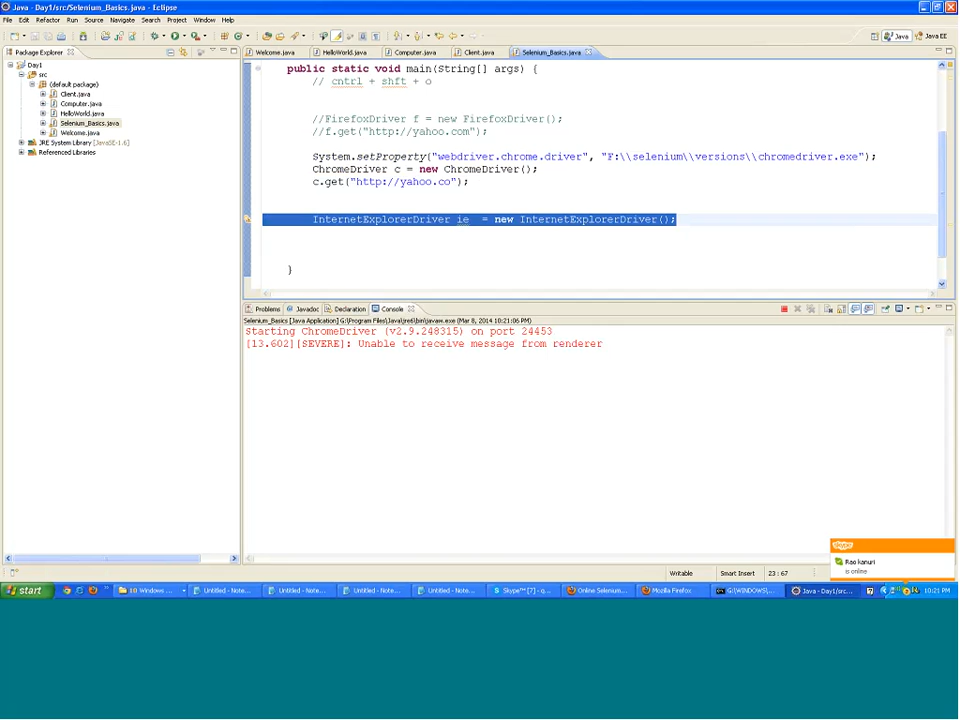 Java - Day1/src/Selenium_Basics.java - Eclipse
File Edit Refactor Run Source Navigate Search Project Window Help
Java Java EE
Package Explorer
Welcome.java HelloWorld.java Computer.java Client.java Selenium_Basics.java
Day1
src
(default package)
Client.java
Computer.java
HelloWorld.java
Selenium_Basics.java
Welcome.java
JRE System Library [JavaSE-1.6]
Referenced Libraries
public static void main(String[] args) {
// cntrl + shft + o
//FirefoxDriver f = new FirefoxDriver();
//f.get("http://yahoo.com");
System.setProperty("webdriver.chrome.driver", "F:\\selenium\\versions\\chromedriver.exe");
ChromeDriver c = new ChromeDriver();
c.get("http://yahoo.co");
InternetExplorerDriver ie = new InternetExplorerDriver();
}
Problems Javadoc Declaration Console
Selenium_Basics [Java Application] G:\Program Files\Java\jre6\bin\javaw.exe (Mar 8, 2014 10:21:06 PM)
Starting ChromeDriver (v2.9.248315) on port 24453
[13.602][SEVERE]: Unable to receive message from renderer
skype
Rao kanuri
is online
Writable Smart Insert 23 : 67
start 10 Windows ... Untitled - Note... Untitled - Note... Untitled - Note... Untitled - Note... Skype™ [7] - q... Online Selenium... Mozilla Firefox G:\WINDOWS\... Java - Day1/src... 10:21 PM